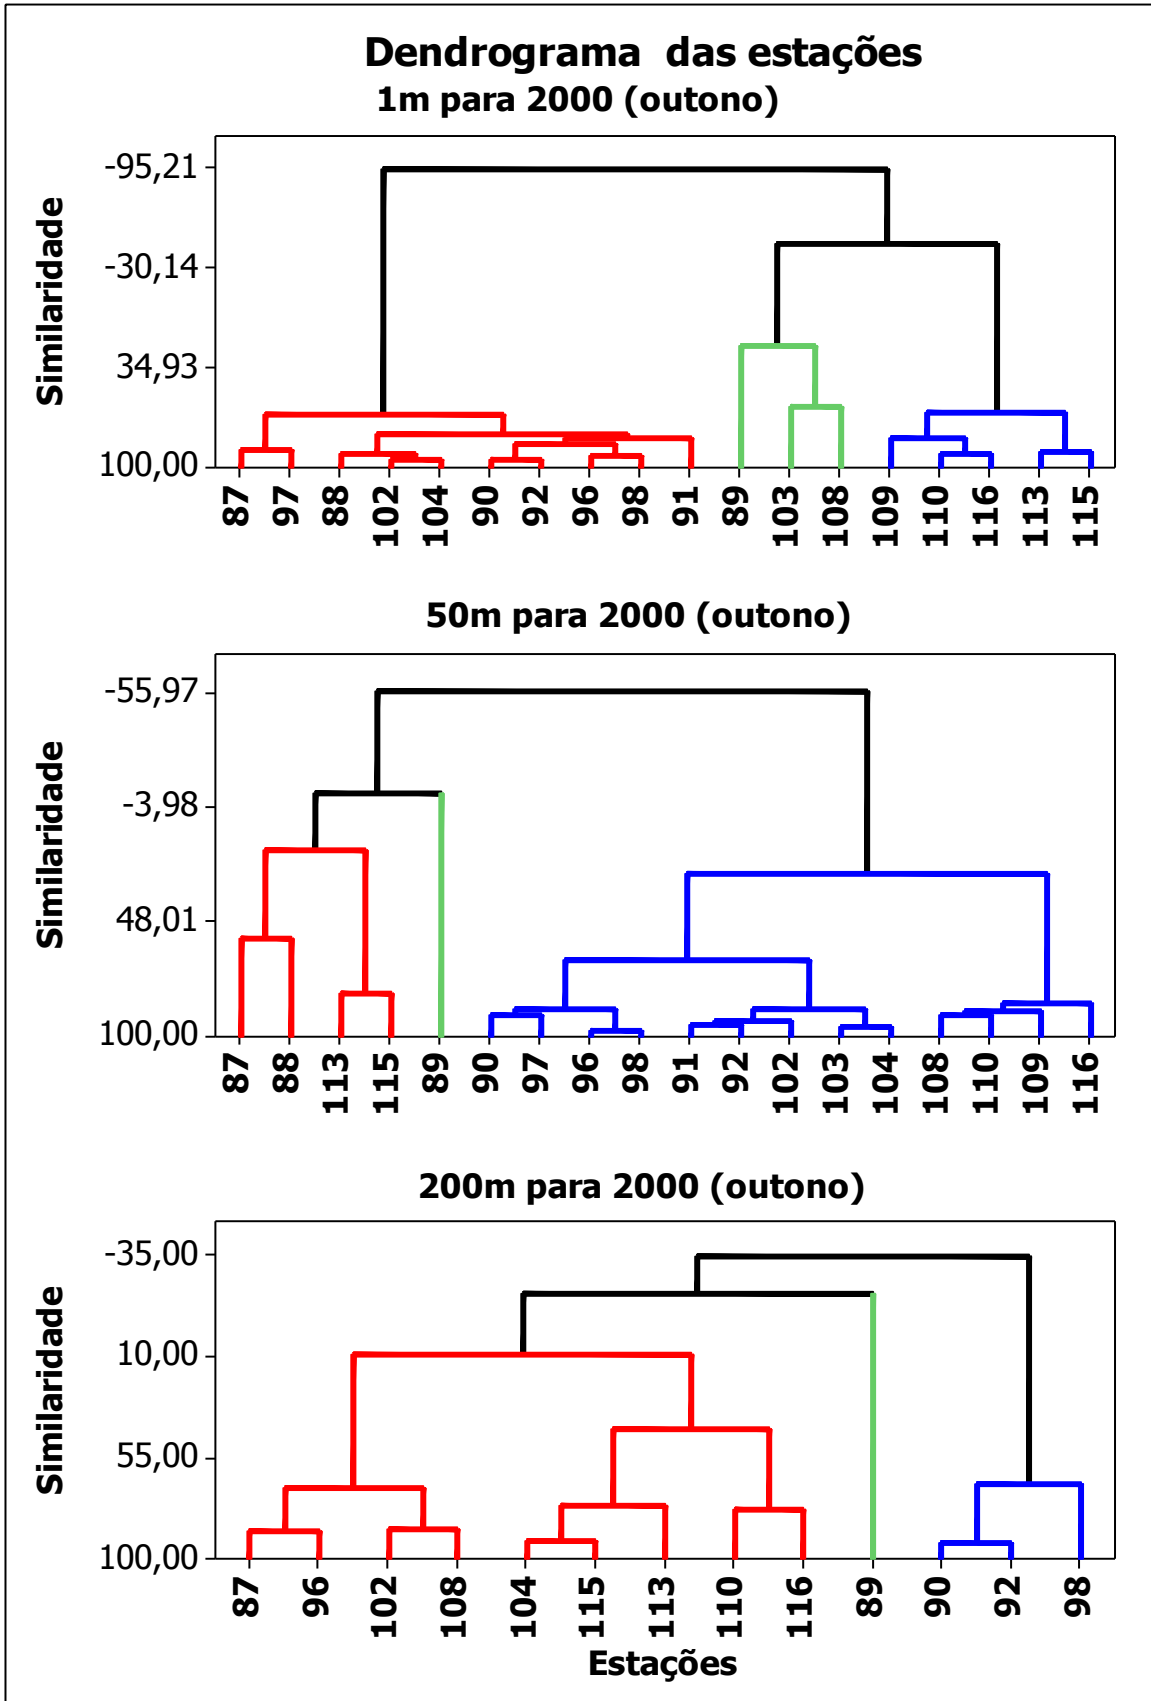 Dendrograma das estações
1m para 2000 (outono)
Similaridade
-95,21
-30,14
34,93
100,00
87 97 88 102 104 90 92 96 98 91 89 103 108 109 110 116 113 115
50m para 2000 (outono)
Similaridade
-55,97
-3,98
48,01
100,00
87 88 113 115 89 90 97 96 98 91 92 102 103 104 108 110 109 116
200m para 2000 (outono)
Similaridade
-35,00
10,00
55,00
100,00
87 96 102 108 104 115 113 110 116 89 90 92 98
Estações